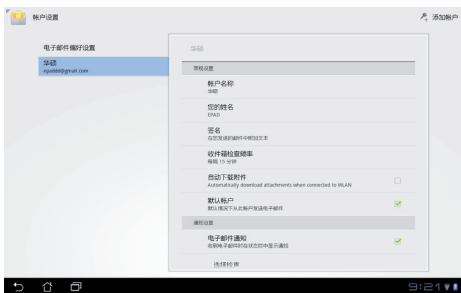 帐户设置
添加帐户
电子邮件偏好设置
华硕
epaddd@gmail.com
华硕
常规设置
帐户名称
华硕
您的姓名
EPAD
签名
在您发送的邮件中附加文本
收件箱检查频率
每隔 15 分钟
自动下载附件
Automatically download attachments when connected to WLAN
默认帐户
默认情况下从此帐户发送电子邮件
通知设置
电子邮件通知
收到电子邮件时在状态栏中显示通知
选择铃声
9:21